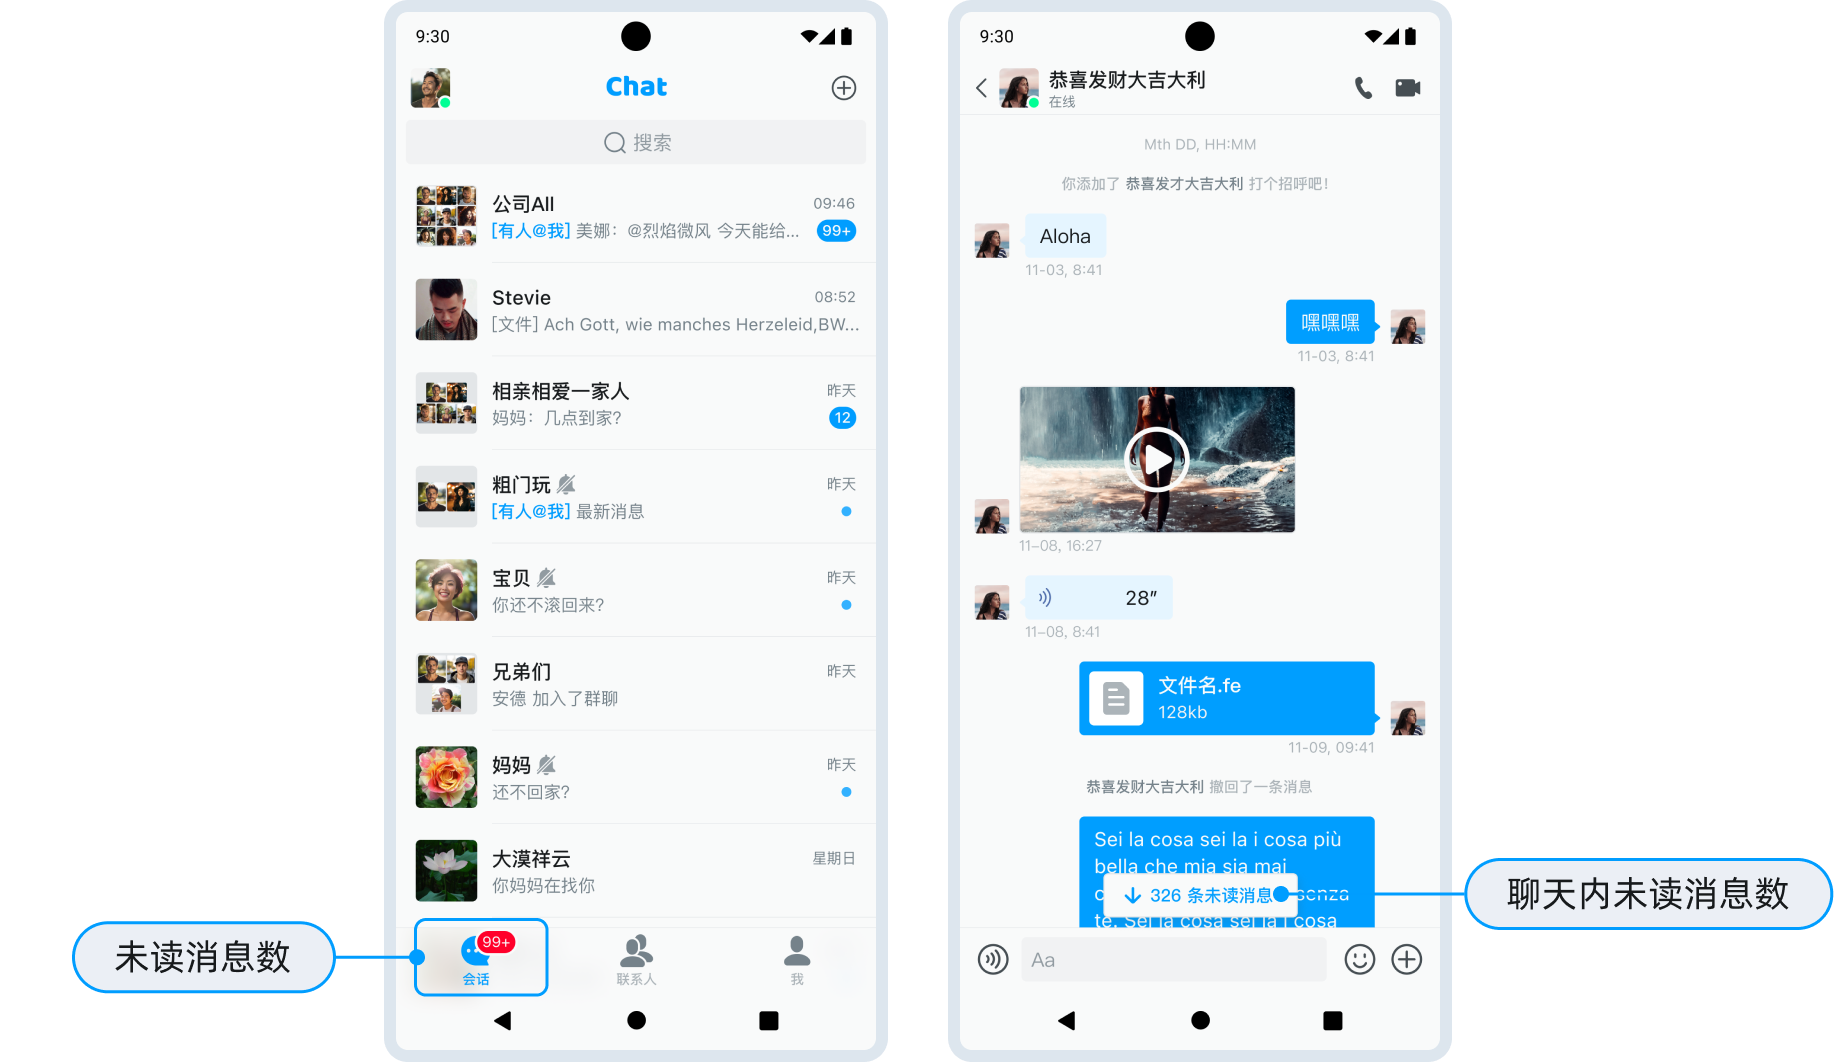 9:30
Chat
搜索
公司All
09:46
[有人@我] 美娜：@烈焰微风 今天能给...
99+
Stevie
08:52
[文件] Ach Gott, wie manches Herzeleid,BW...
相亲相爱一家人
昨天
妈妈：几点到家?
12
粗门玩
昨天
[有人@我] 最新消息
宝贝
昨天
你还不滚回来?
兄弟们
昨天
安德 加入了群聊
妈妈
昨天
还不回家?
大漠祥云
星期日
你妈妈在找你
99+
会话
联系人
我
未读消息数
9:30
恭喜发财大吉大利
在线
Mth DD, HH:MM
你添加了 恭喜发才大吉大利 打个招呼吧！
Aloha
11-03, 8:41
嘿嘿嘿
11-03, 8:41
11–08, 16:27
28″
11–08, 8:41
文件名.fe
128kb
11-09, 09:41
恭喜发财大吉大利 撤回了一条消息
Sei la cosa sei la i cosa più
bella che mia sia mai
326 条未读消息
senza
te. Sei la cosa sei la i cosa
Aa
聊天内未读消息数